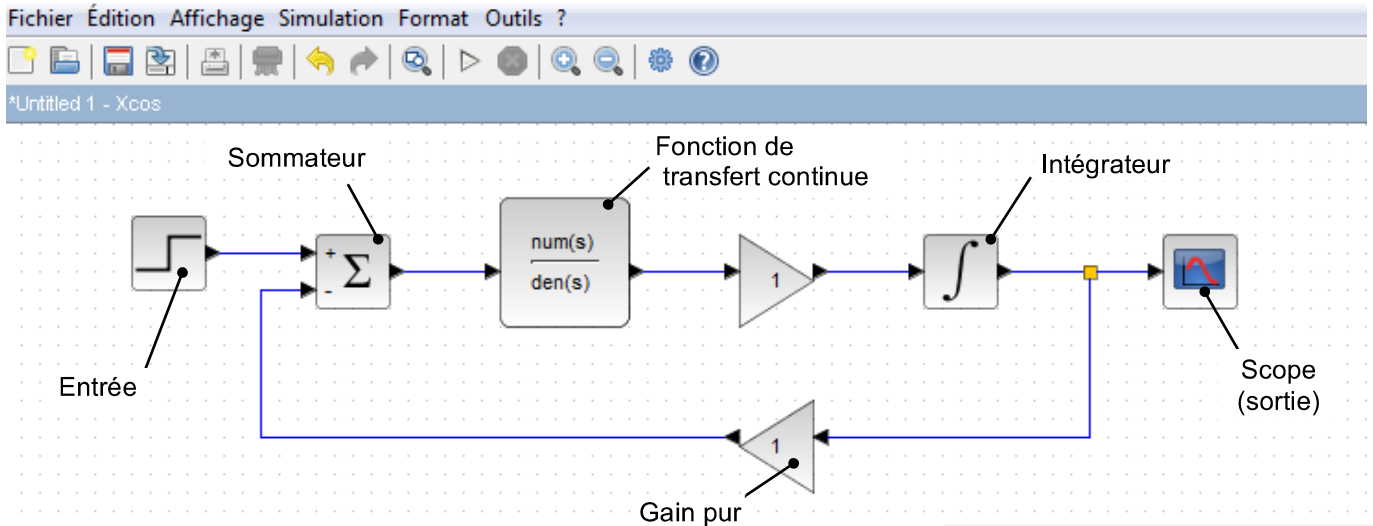 Fichier Édition Affichage Simulation Format Outils ?
*Untitled 1 - Xcos
Sommateur
Fonction de
transfert continue
Intégrateur
+
-
Σ
num(s)
den(s)
1
∫
Entrée
Scope
(sortie)
1
Gain pur